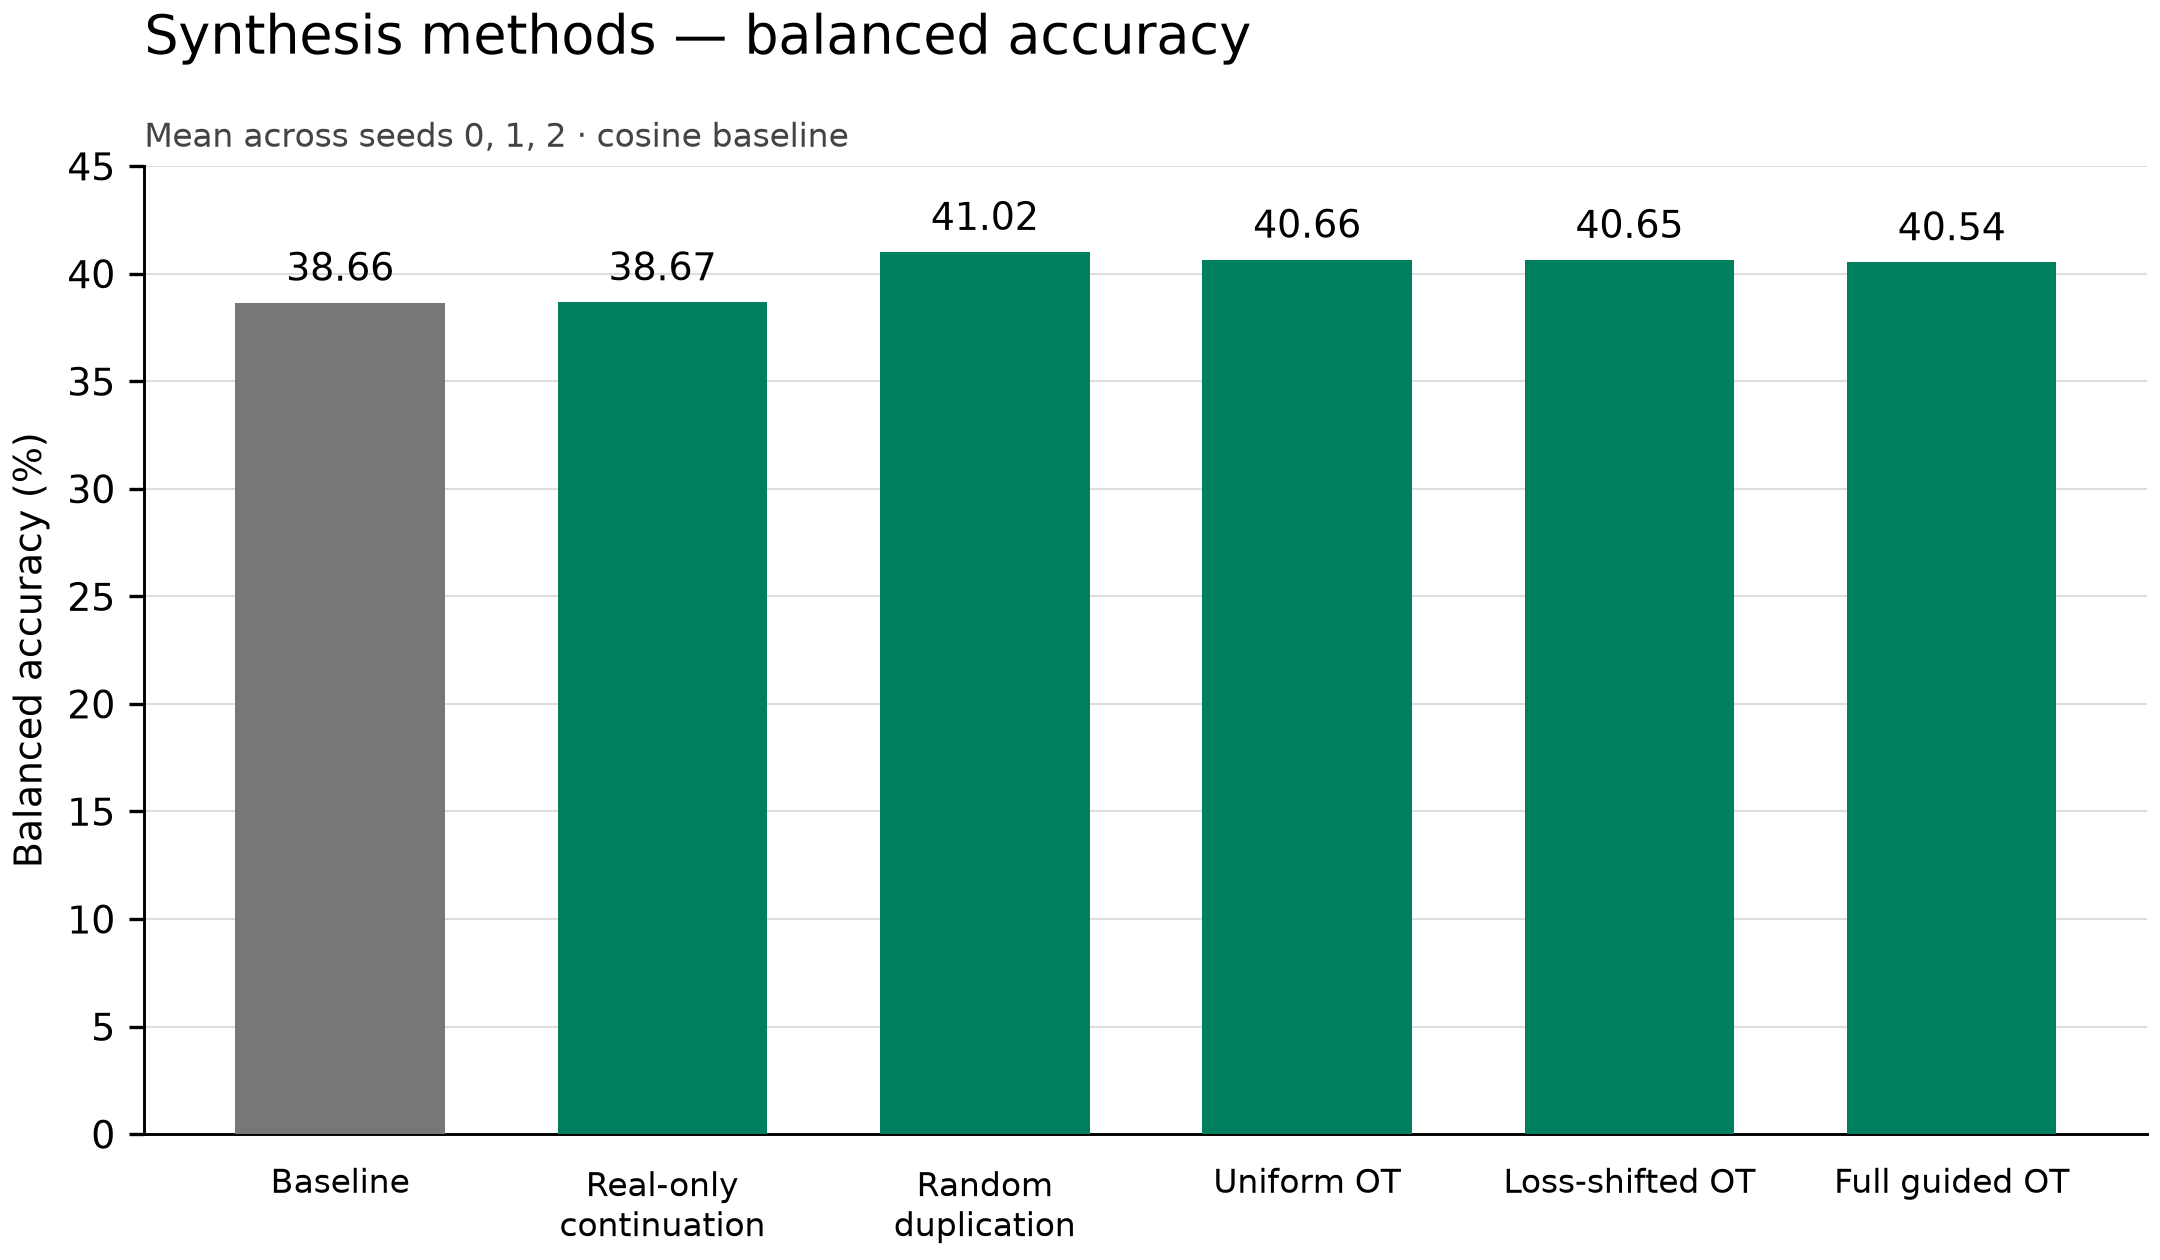 Synthesis methods — balanced accuracy
Mean across seeds 0, 1, 2 · cosine baseline
Balanced accuracy (%)
45
40
35
30
25
20
15
10
5
0
38.66
38.67
41.02
40.66
40.65
40.54
Baseline
Real-only
continuation
Random
duplication
Uniform OT
Loss-shifted OT
Full guided OT